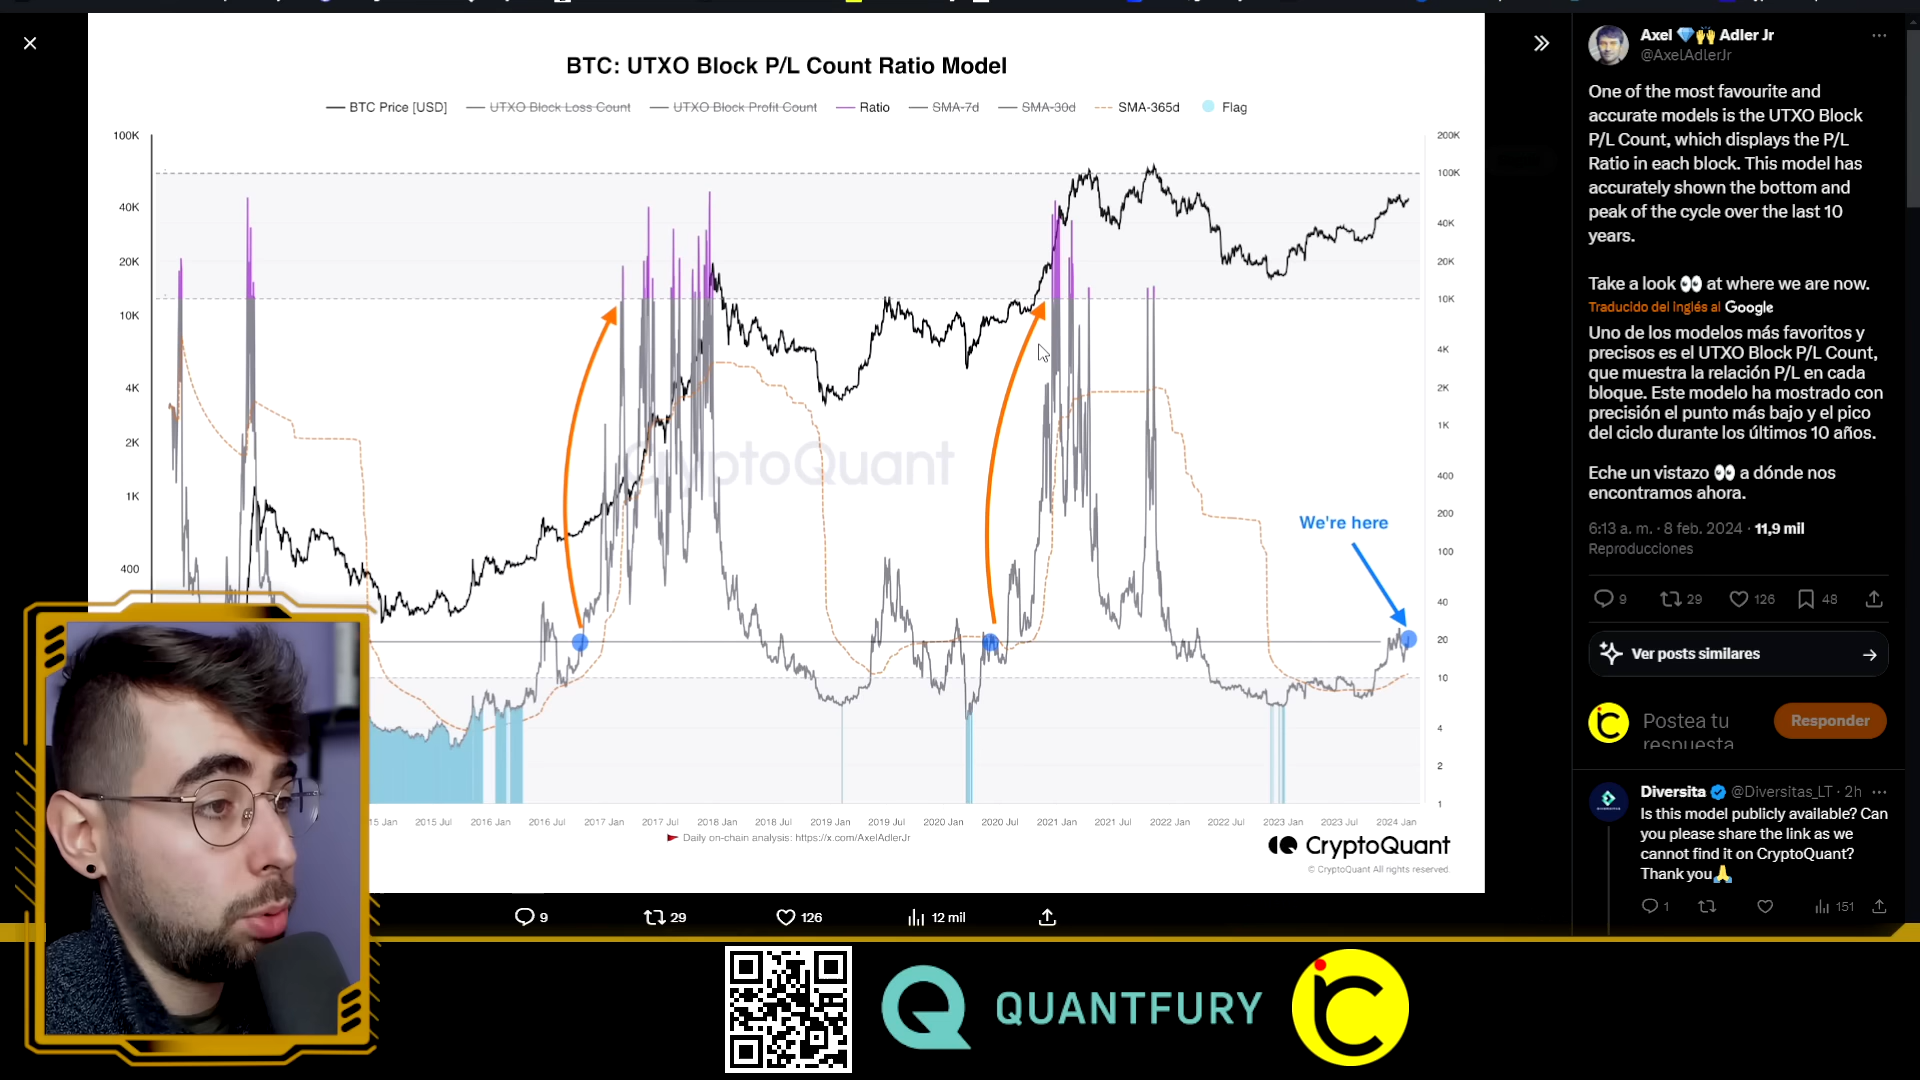 BTC: UTXO Block P/L Count Ratio Model
BTC Price [USD] UTXO Block Loss Count UTXO Block Profit Count Ratio SMA-7d SMA-30d SMA-365d Flag
100K
40K
20K
10K
4K
2K
1K
400
200K
100K
40K
20K
10K
4K
2K
1K
400
200
100
40
20
10
4
2
1
CryptoQuant
We're here
15 Jan 2015 Jul 2016 Jan 2016 Jul 2017 Jan 2017 Jul 2018 Jan 2018 Jul 2019 Jan 2019 Jul 2020 Jan 2020 Jul 2021 Jan 2021 Jul 2022 Jan 2022 Jul 2023 Jan 2023 Jul 2024 Jan
Daily on-chain analysis: https://x.com/AxelAdlerJr
CryptoQuant
© CryptoQuant All rights reserved.
9 29 126 12 mil
Axel 💎🙌 Adler Jr
@AxelAdlerJr
One of the most favourite and
accurate models is the UTXO Block
P/L Count, which displays the P/L
Ratio in each block. This model has
accurately shown the bottom and
peak of the cycle over the last 10
years.
Take a look 👀 at where we are now.
Traducido del inglés al Google
Uno de los modelos más favoritos y
precisos es el UTXO Block P/L Count,
que muestra la relación P/L en cada
bloque. Este modelo ha mostrado con
precisión el punto más bajo y el pico
del ciclo durante los últimos 10 años.
Eche un vistazo 👀 a dónde nos
encontramos ahora.
6:13 a. m. · 8 feb. 2024 · 11,9 mil
Reproducciones
9 29 126 48
Ver posts similares
Postea tu
respuesta
Responder
Diversita @Diversitas_LT · 2h
Is this model publicly available? Can
you please share the link as we
cannot find it on CryptoQuant?
Thank you🙏
1 151
QUANTFURY